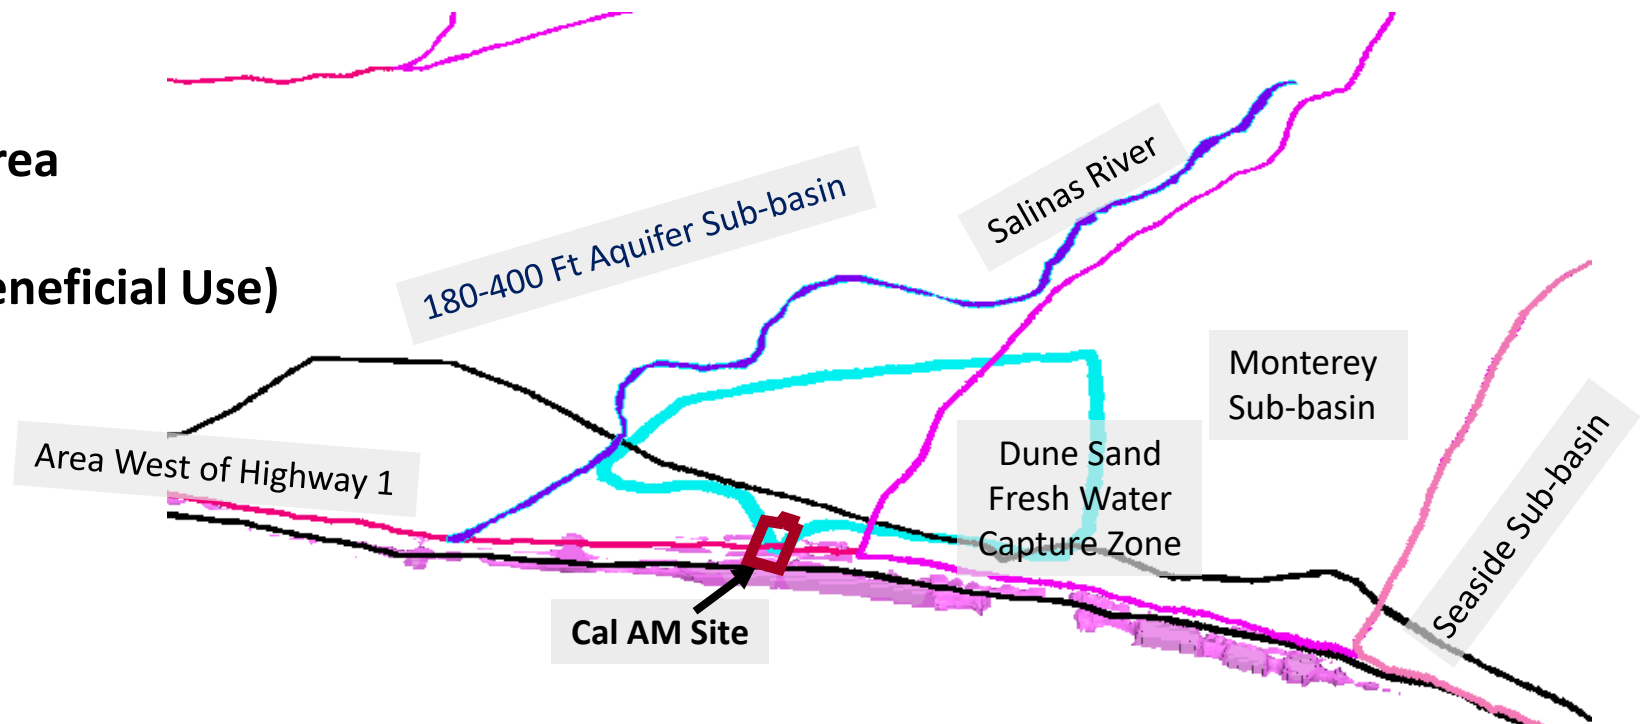 rea
eneficial Use)
180-400 Ft Aquifer Sub-basin
Salinas River
Monterey
Sub-basin
Area West of Highway 1
Dune Sand
Fresh Water
Capture Zone
Seaside Sub-basin
Cal AM Site